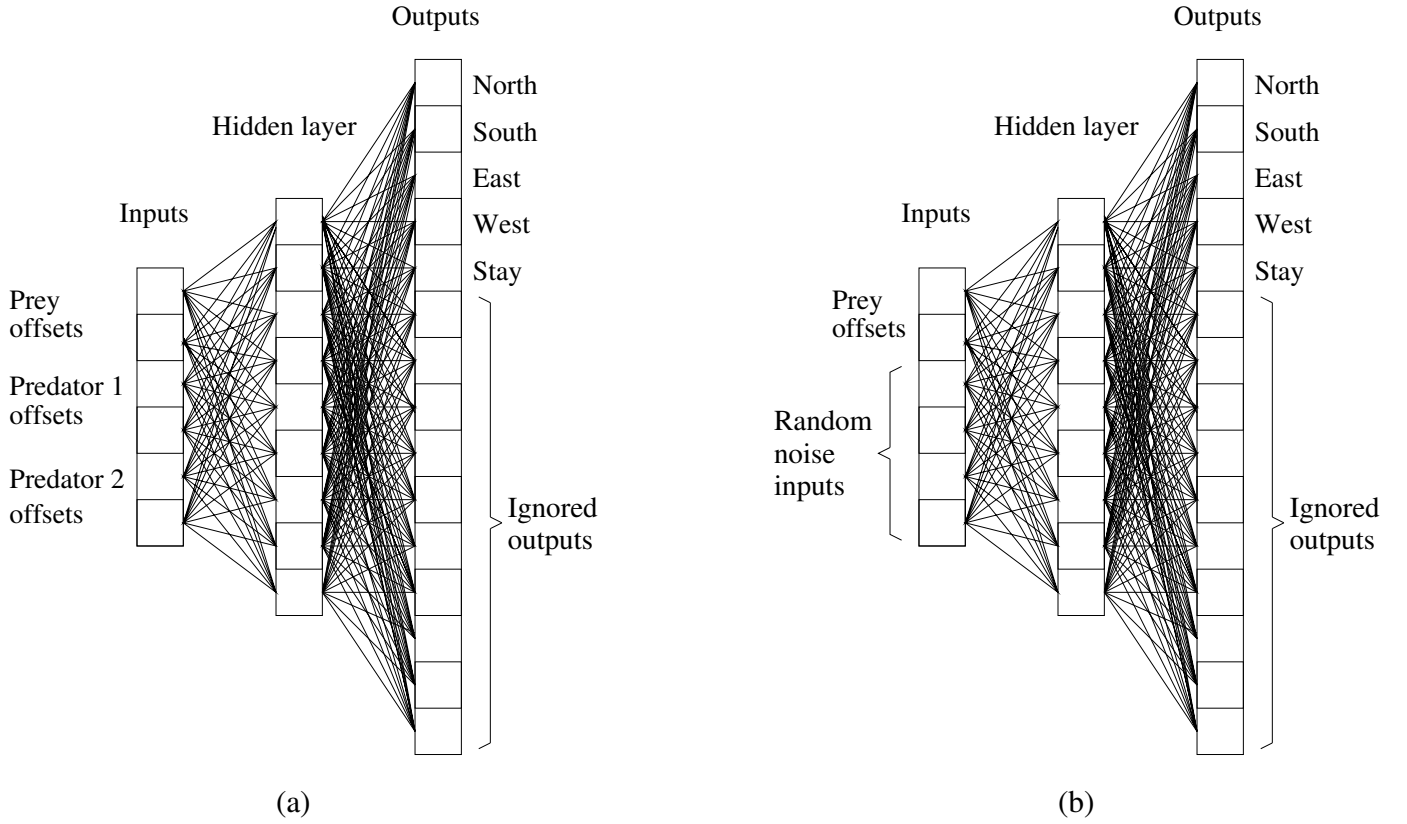 Outputs
North
Hidden layer
South
East
Inputs
West
Stay
Prey
offsets
Predator 1
offsets
Predator 2
offsets
Ignored
outputs
(a)
Outputs
North
Hidden layer
South
East
Inputs
West
Stay
Prey
offsets
Random
noise
inputs
Ignored
outputs
(b)